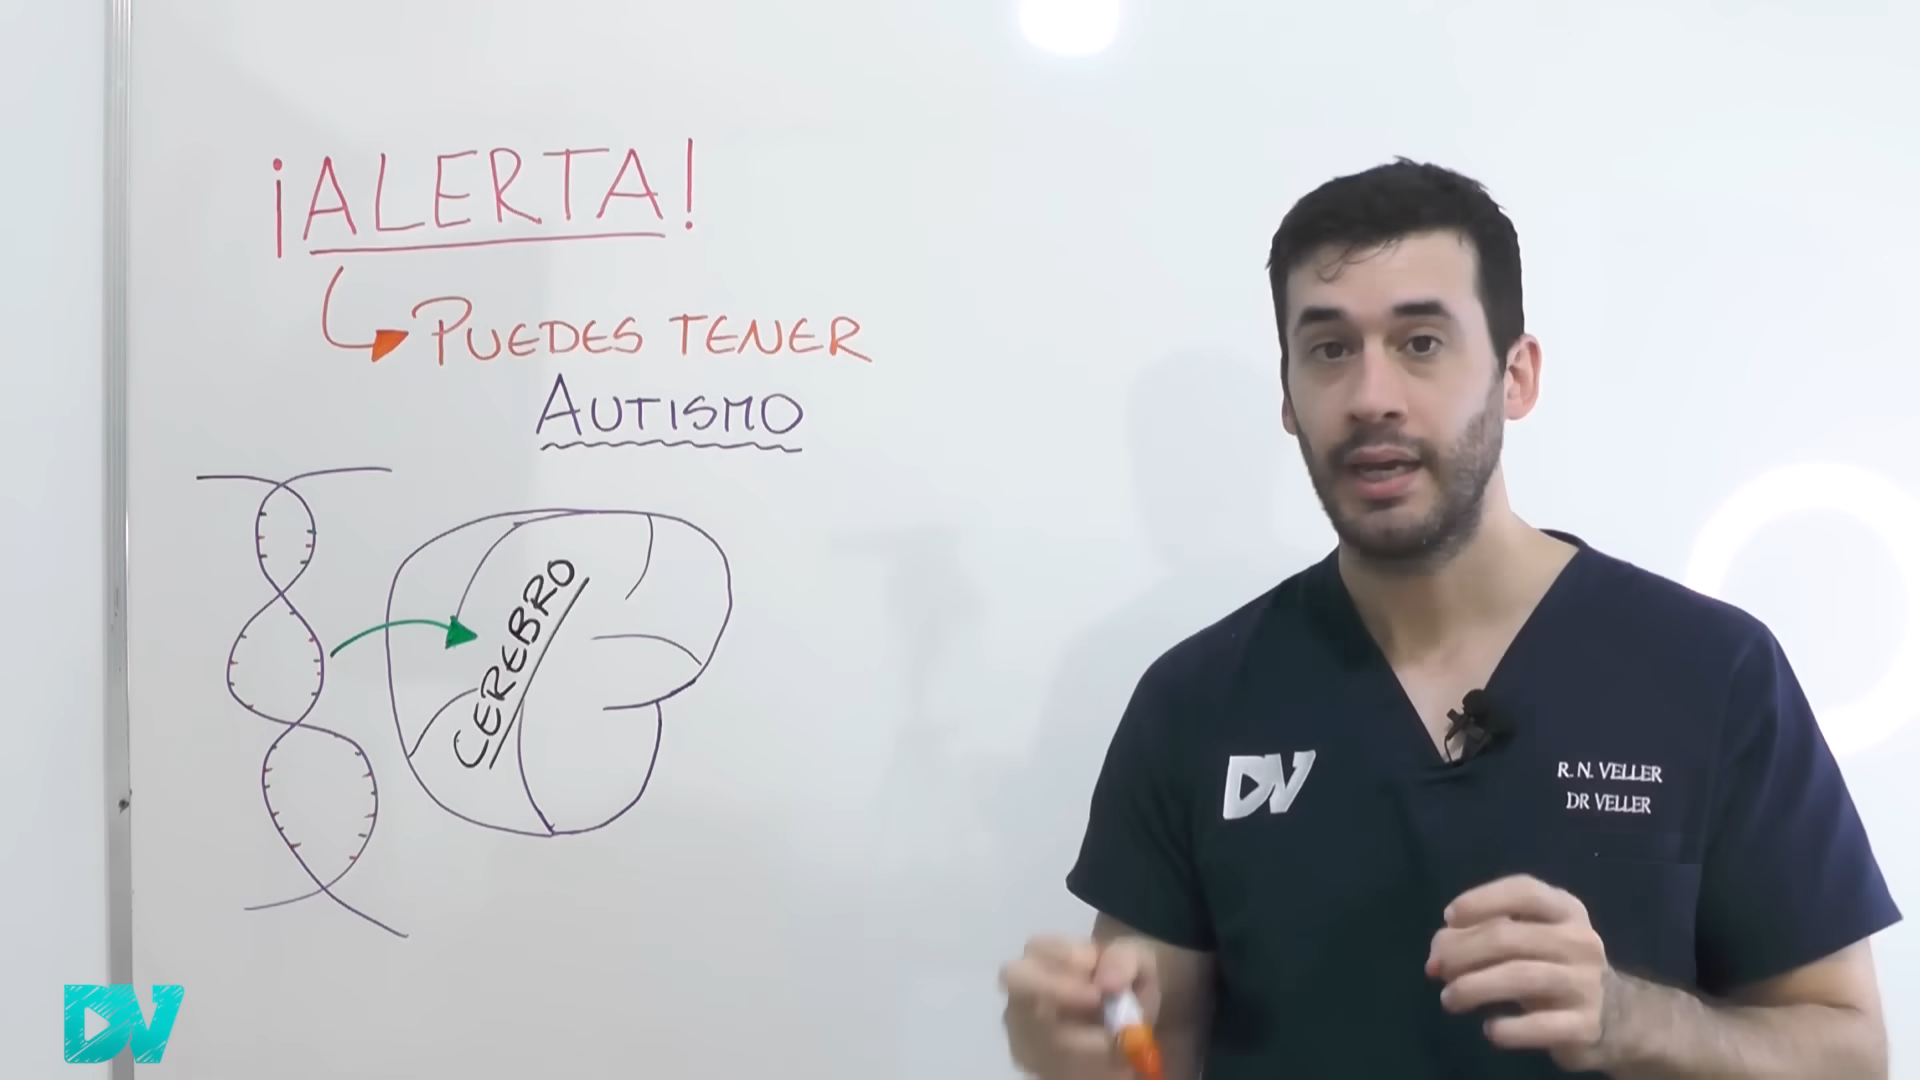 ¡ALERTA!
PUEDES TENER
AUTISMO
CEREBRO
DV
R. N. VELLER
DR VELLER
DV